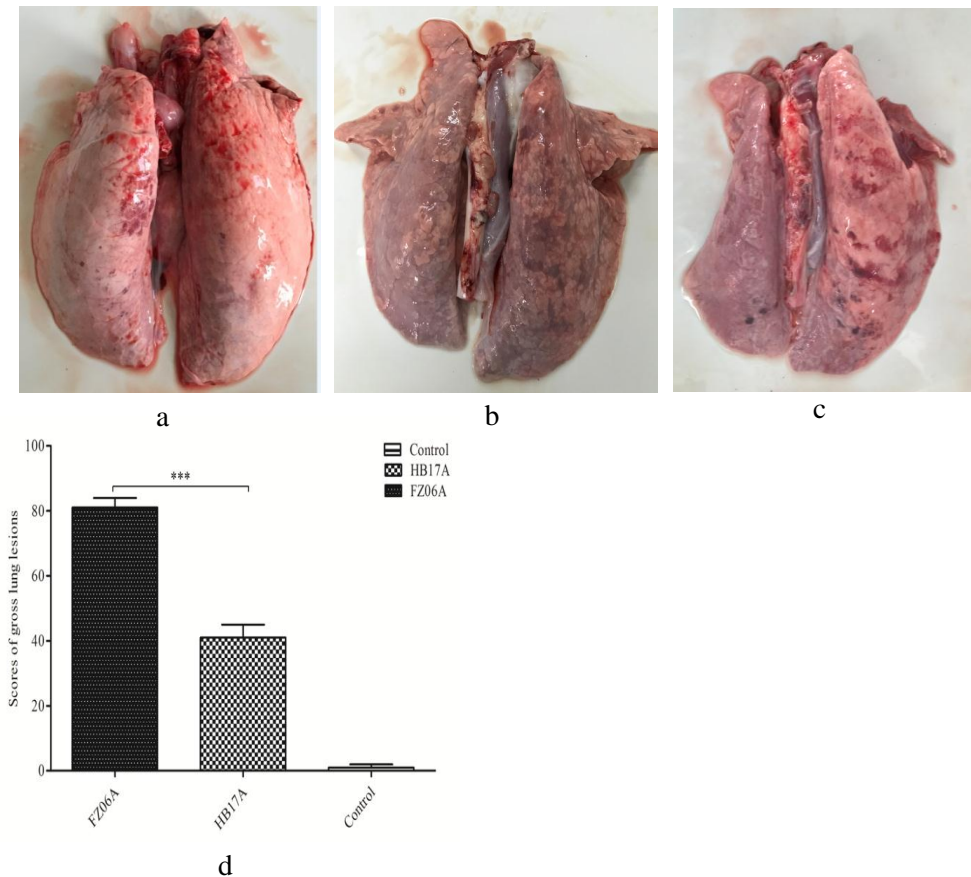 a
b
c
100
80
60
40
20
0
Scores of gross lung lesions
***
Control
HB17A
FZ06A
FZ06A
HB17A
Control
d